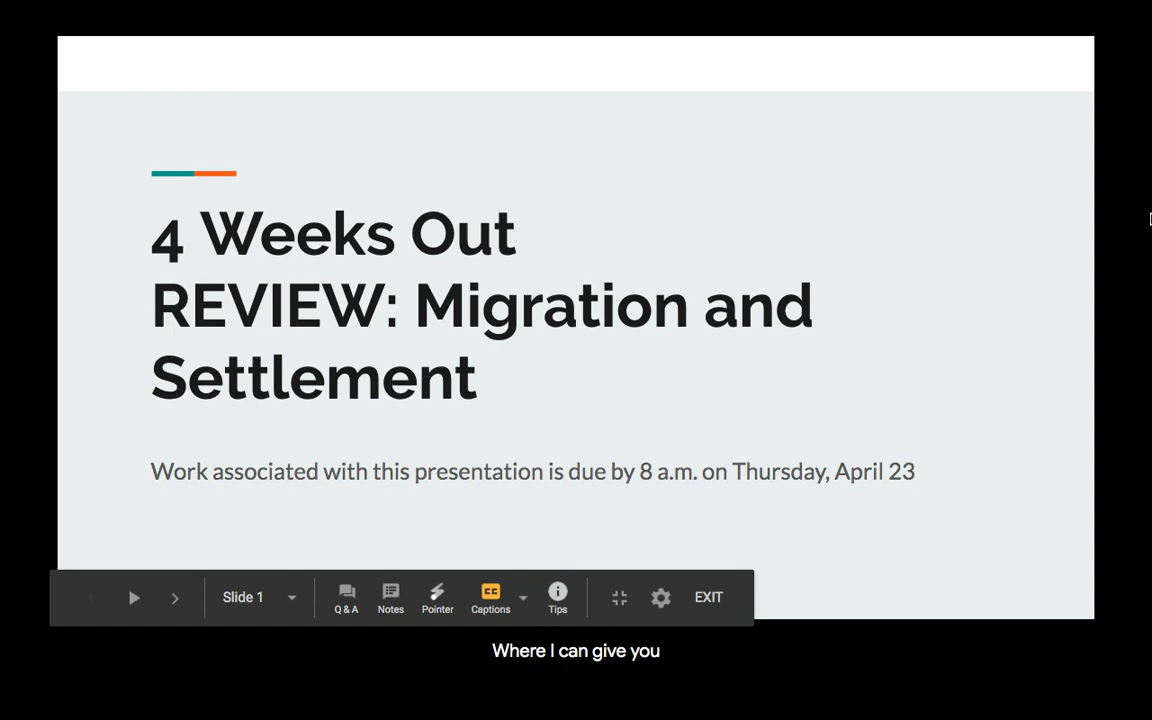 4 Weeks Out
REVIEW: Migration and
Settlement
Work associated with this presentation is due by 8 a.m. on Thursday, April 23
Slide 1
Q & A
Notes
Pointer
CC
Captions
Tips
EXIT
Where I can give you